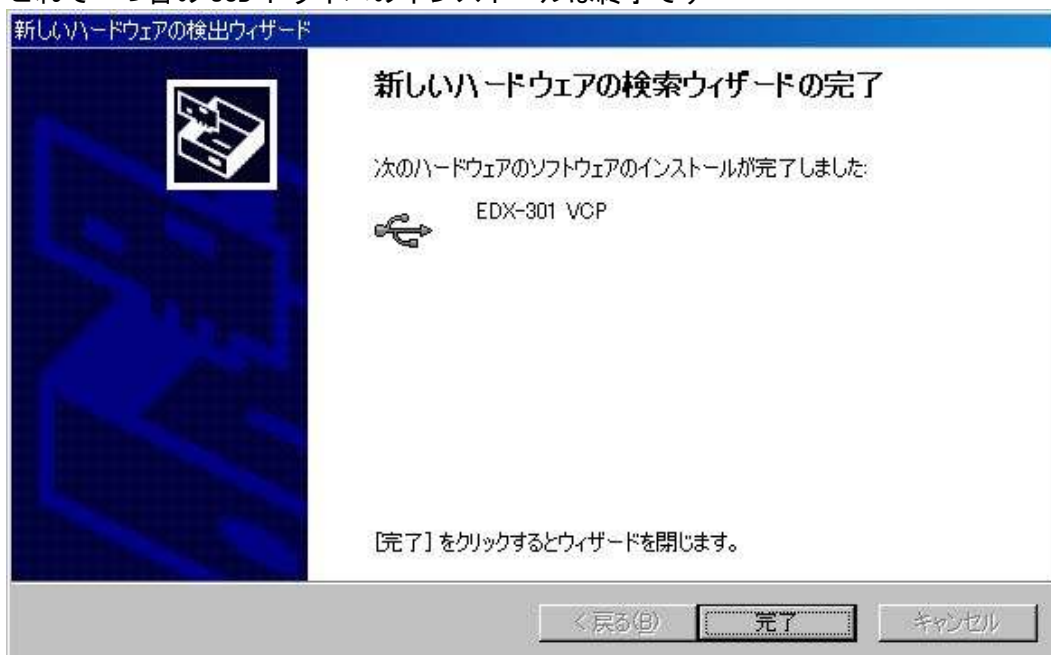 新しいハードウェアの検出ウィザード
新しいハードウェアの検索ウィザードの完了
次のハードウェアのソフトウェアのインストールが完了しました:
EDX-301 VCP
[完了] をクリックするとウィザードを閉じます。
< 戻る(B)
完了
キャンセル